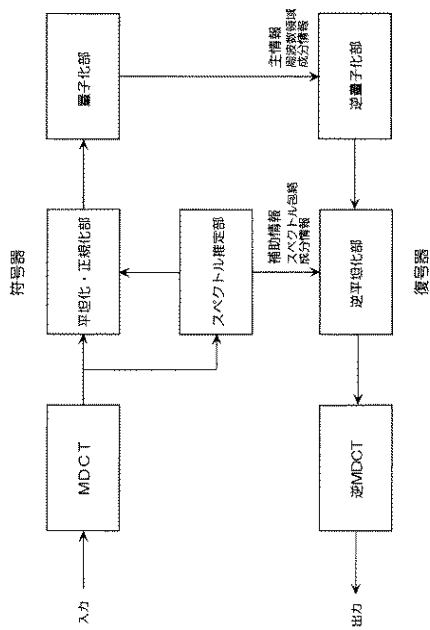 符号器
入力
MDCT
平坦化・正規化部
量子化部
スペクトル推定部
補助情報
スペクトル包絡
成分情報
主情報
周波数領域
成分情報
出力
逆MDCT
逆平坦化部
逆量子化部
復号器